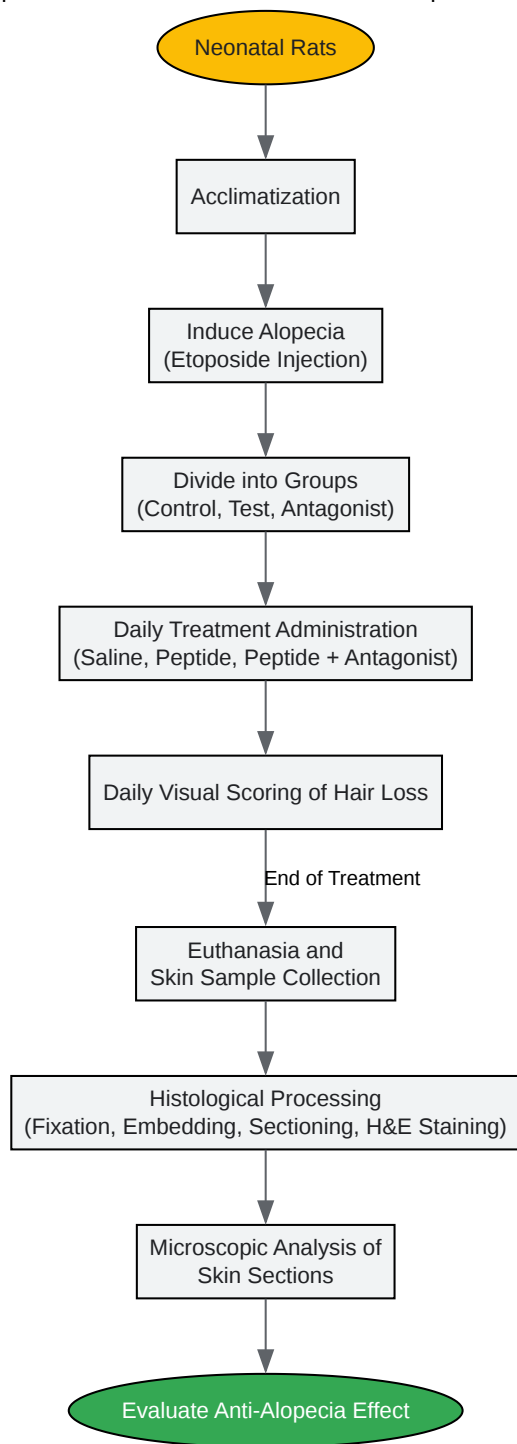 Neonatal Rats
Acclimatization
Induce Alopecia
(Etoposide Injection)
Divide into Groups
(Control, Test, Antagonist)
Daily Treatment Administration
(Saline, Peptide, Peptide + Antagonist)
Daily Visual Scoring of Hair Loss
End of Treatment
Euthanasia and
Skin Sample Collection
Histological Processing
(Fixation, Embedding, Sectioning, H&E Staining)
Microscopic Analysis of
Skin Sections
Evaluate Anti-Alopecia Effect